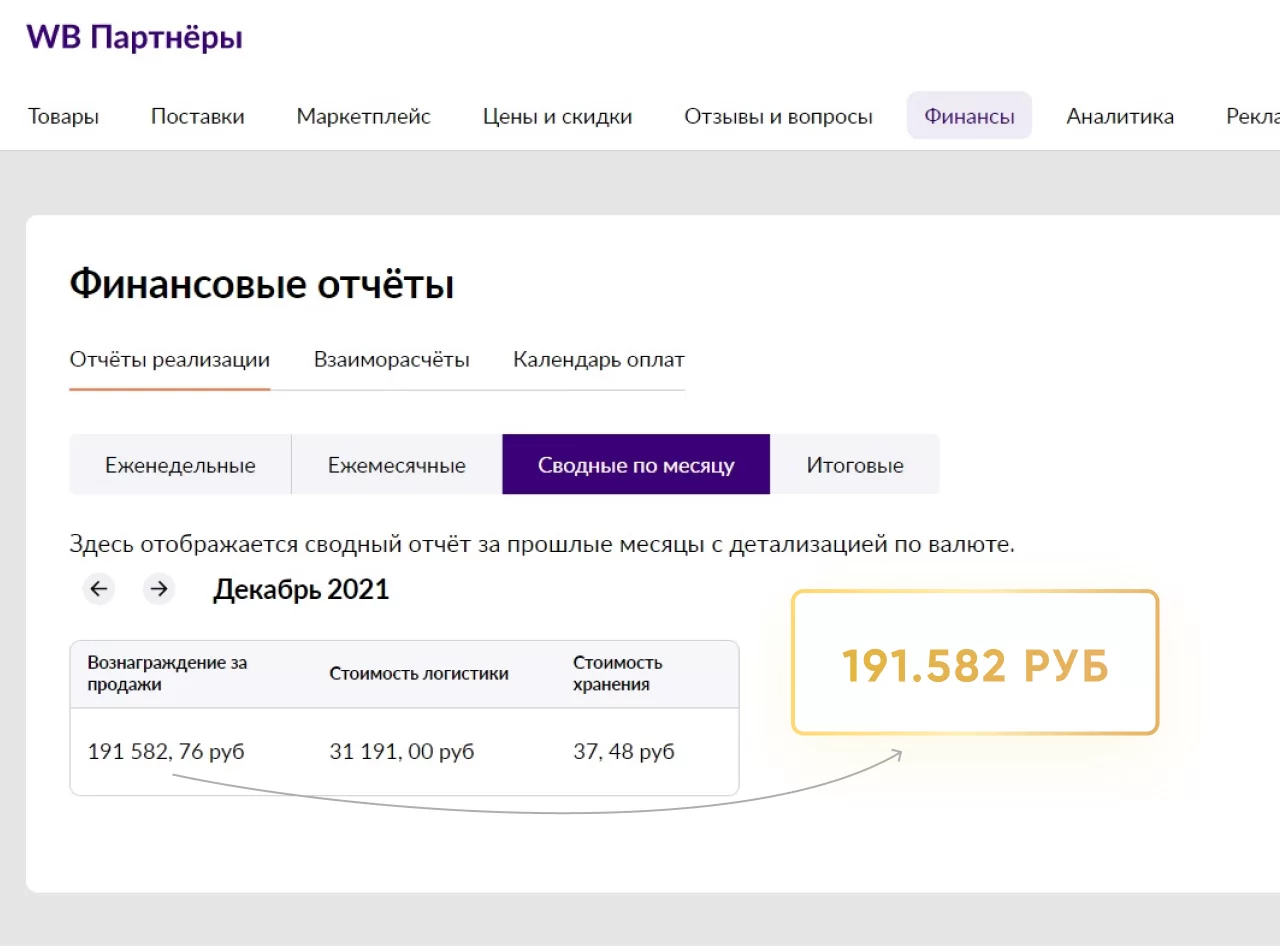 WB Партнёры
Товары Поставки Маркетплейс Цены и скидки Отзывы и вопросы Финансы Аналитика Рекла
Финансовые отчёты
Отчёты реализации Взаиморасчёты Календарь оплат
Еженедельные Ежемесячные Сводные по месяцу Итоговые
Здесь отображается сводный отчёт за прошлые месяцы с детализацией по валюте.
← → Декабрь 2021
Вознаграждение за
продажи
Стоимость логистики
Стоимость
хранения
191 582, 76 руб 31 191, 00 руб 37, 48 руб
191.582 РУБ